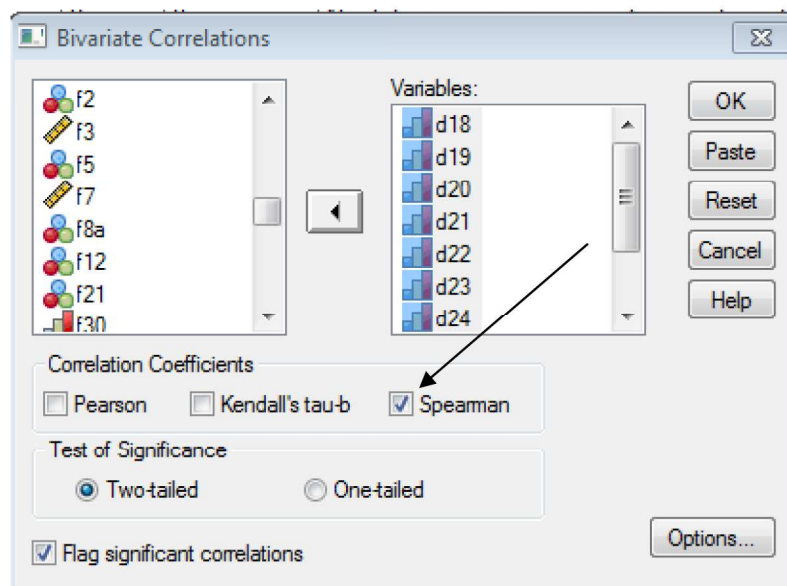 Bivariate Correlations
f2
f3
f5
f7
f8a
f12
f21
f30
Variables:
d18
d19
d20
d21
d22
d23
d24
OK
Paste
Reset
Cancel
Help
Correlation Coefficients
Pearson Kendall's tau-b Spearman
Test of Significance
Two-tailed One-tailed
Flag significant correlations
Options...